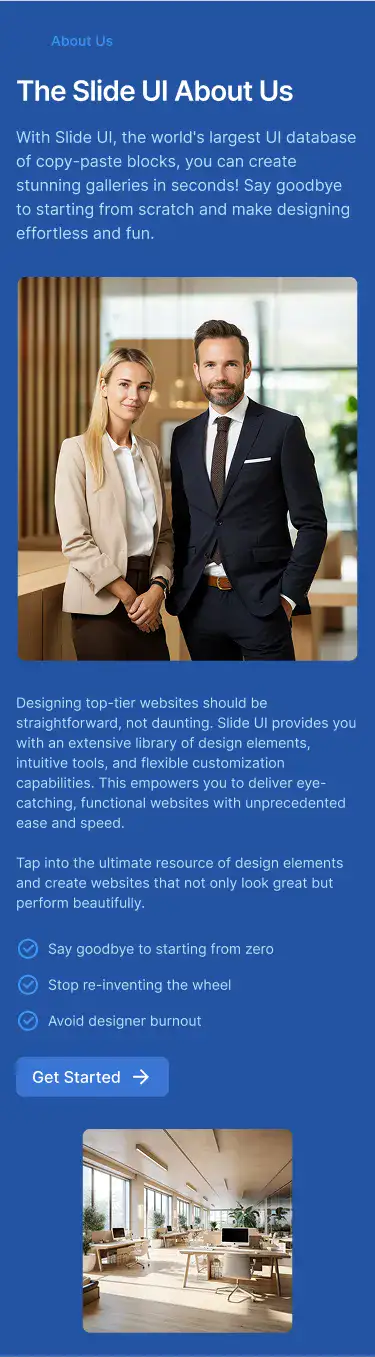 About Us
The Slide UI About Us
With Slide UI, the world's largest UI database
of copy-paste blocks, you can create
stunning galleries in seconds! Say goodbye
to starting from scratch and make designing
effortless and fun.
Designing top-tier websites should be
straightforward, not daunting. Slide UI provides you
with an extensive library of design elements,
intuitive tools, and flexible customization
capabilities. This empowers you to deliver eye-
catching, functional websites with unprecedented
ease and speed.
Tap into the ultimate resource of design elements
and create websites that not only look great but
perform beautifully.
Say goodbye to starting from zero
Stop re-inventing the wheel
Avoid designer burnout
Get Started